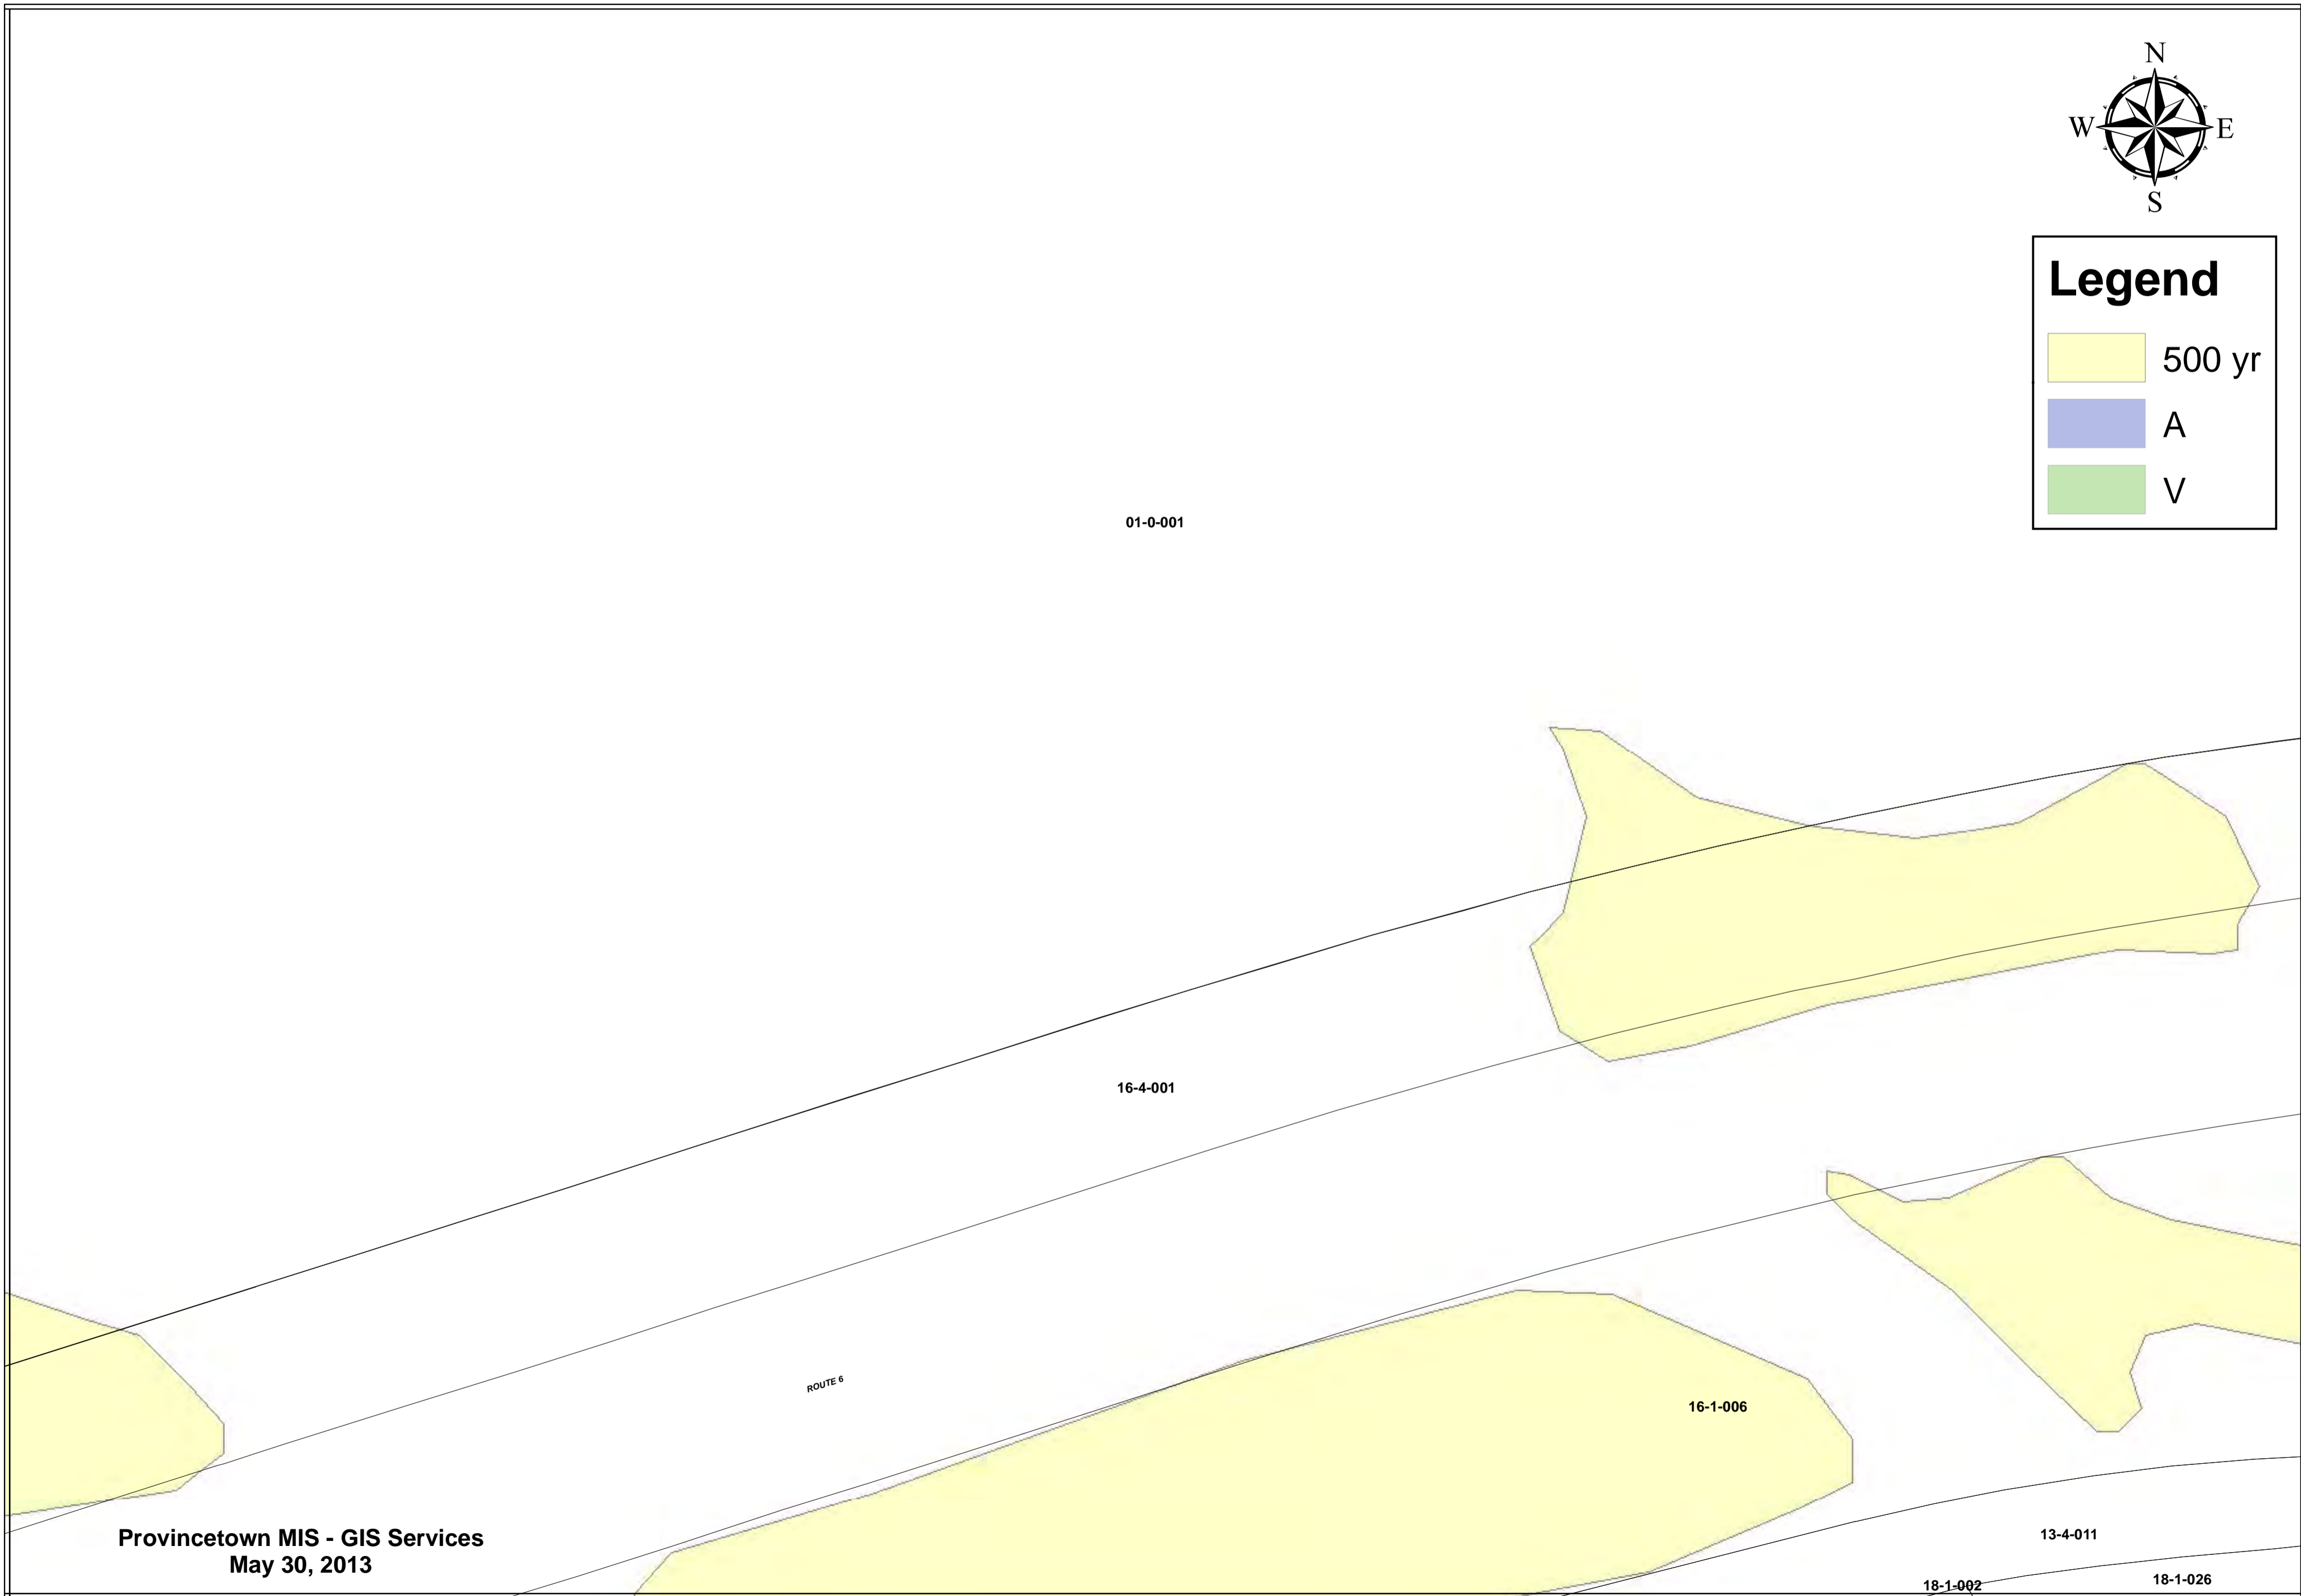 N
W E
S
Legend
500 yr
A
V
01-0-001
16-4-001
ROUTE 6
16-1-006
13-4-011
18-1-002
18-1-026
Provincetown MIS - GIS Services
May 30, 2013